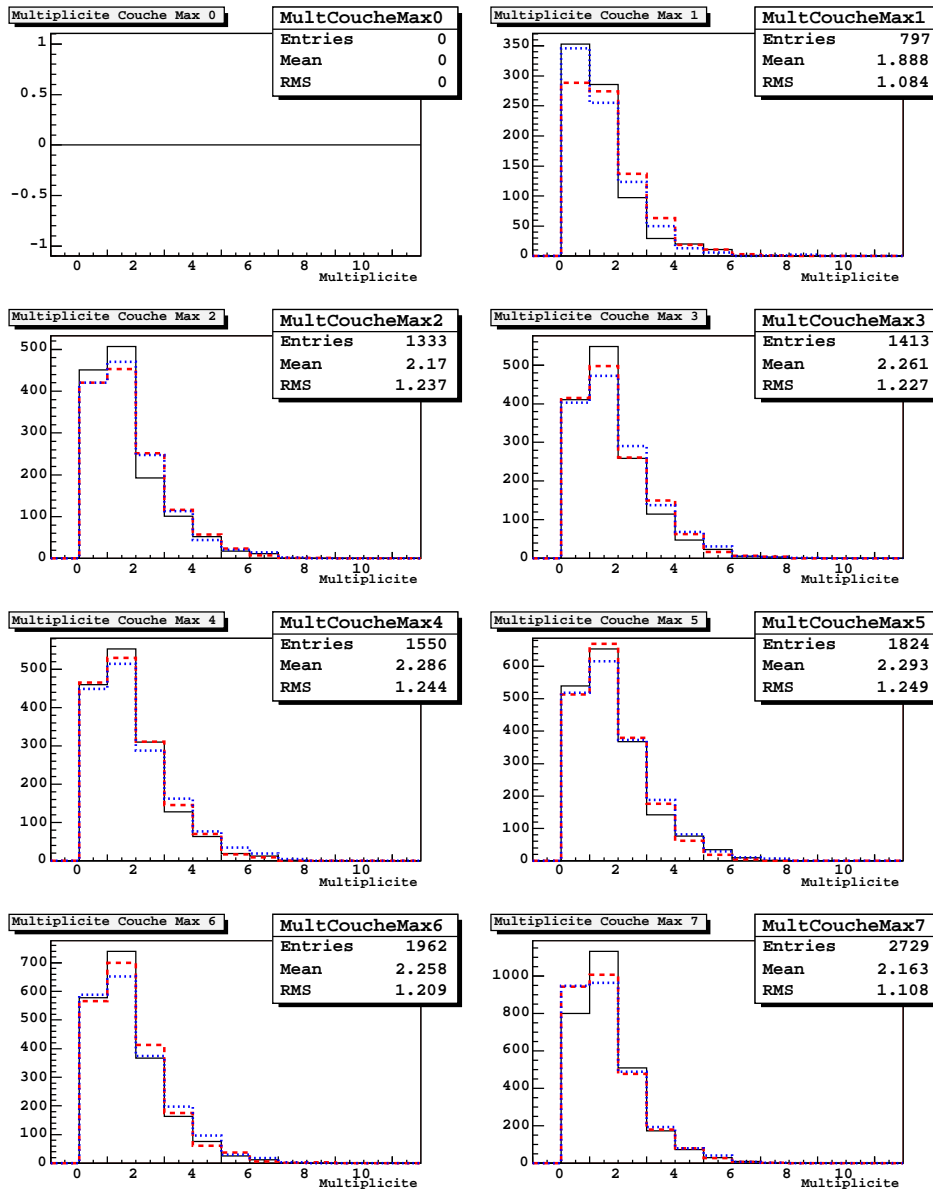 Multiplicite Couche Max 0
MultCoucheMax0
Entries 0
Mean 0
RMS 0
1
0.5
0
-0.5
-1
0 2 4 6 8 10
Multiplicite
Multiplicite Couche Max 1
MultCoucheMax1
Entries 797
Mean 1.888
RMS 1.084
350
300
250
200
150
100
50
0
0 2 4 6 8 10
Multiplicite
Multiplicite Couche Max 2
MultCoucheMax2
Entries 1333
Mean 2.17
RMS 1.237
500
400
300
200
100
0
0 2 4 6 8 10
Multiplicite
Multiplicite Couche Max 3
MultCoucheMax3
Entries 1413
Mean 2.261
RMS 1.227
500
400
300
200
100
0
0 2 4 6 8 10
Multiplicite
Multiplicite Couche Max 4
MultCoucheMax4
Entries 1550
Mean 2.286
RMS 1.244
500
400
300
200
100
0
0 2 4 6 8 10
Multiplicite
Multiplicite Couche Max 5
MultCoucheMax5
Entries 1824
Mean 2.293
RMS 1.249
600
500
400
300
200
100
0
0 2 4 6 8 10
Multiplicite
Multiplicite Couche Max 6
MultCoucheMax6
Entries 1962
Mean 2.258
RMS 1.209
700
600
500
400
300
200
100
0
0 2 4 6 8 10
Multiplicite
Multiplicite Couche Max 7
MultCoucheMax7
Entries 2729
Mean 2.163
RMS 1.108
1000
800
600
400
200
0
0 2 4 6 8 10
Multiplicite